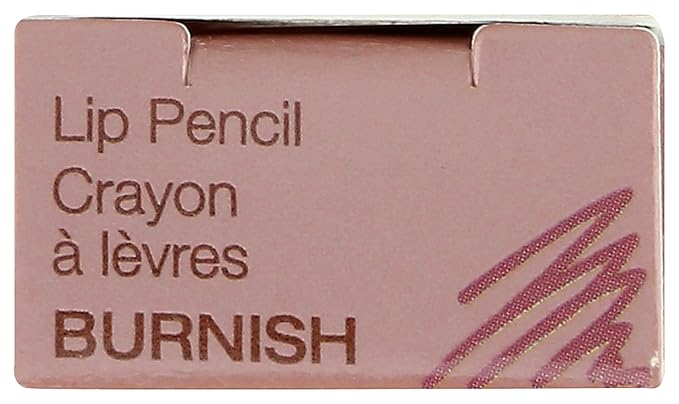 Lip Pencil
Crayon
à lèvres
BURNISH